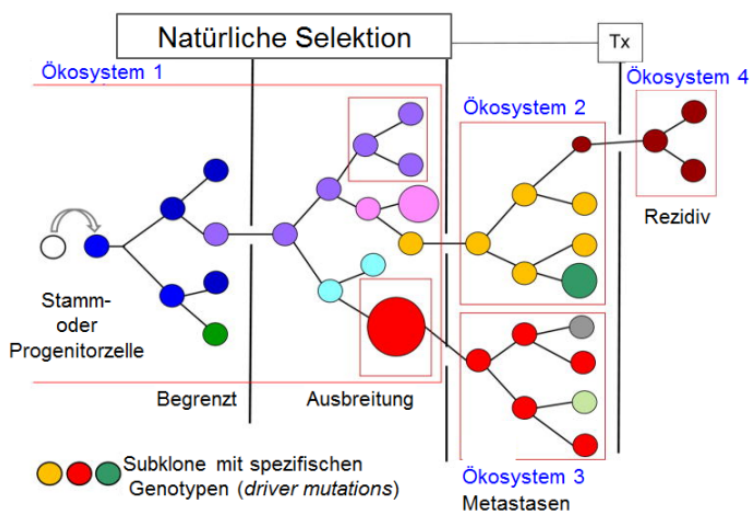 Natürliche Selektion
Tx
Ökosystem 1
Ökosystem 4
Ökosystem 2
Rezidiv
Stamm-
oder
Progenitorzelle
Begrenzt
Ausbreitung
Subklone mit spezifischen
Genotypen (driver mutations)
Ökosystem 3
Metastasen